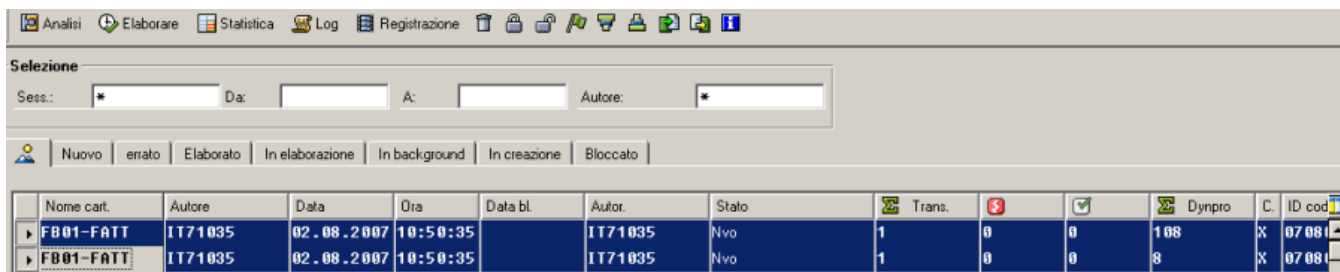 Analisi Elaborare Statistica Log Registrazione
Selezione
Sess.: * Da: A: Autore: *
Nuovo errato Elaborato In elaborazione In background In creazione Bloccato
Nome cart. Autore Data Ora Data bl. Autor. Stato Trans. Dynpro C. ID cod
FB01-FATT IT71035 02.08.2007 10:50:35 IT71035 Nvo 1 0 0 108 X 0708
FB01-FATT IT71035 02.08.2007 10:50:35 IT71035 Nvo 1 0 0 8 X 0708